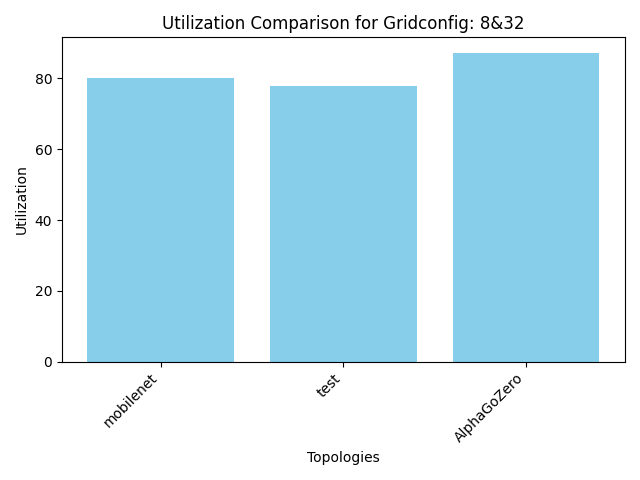 Utilization Comparison for Gridconfig: 8&32
Utilization
80
60
40
20
0
mobilenet
test
AlphaGoZero
Topologies